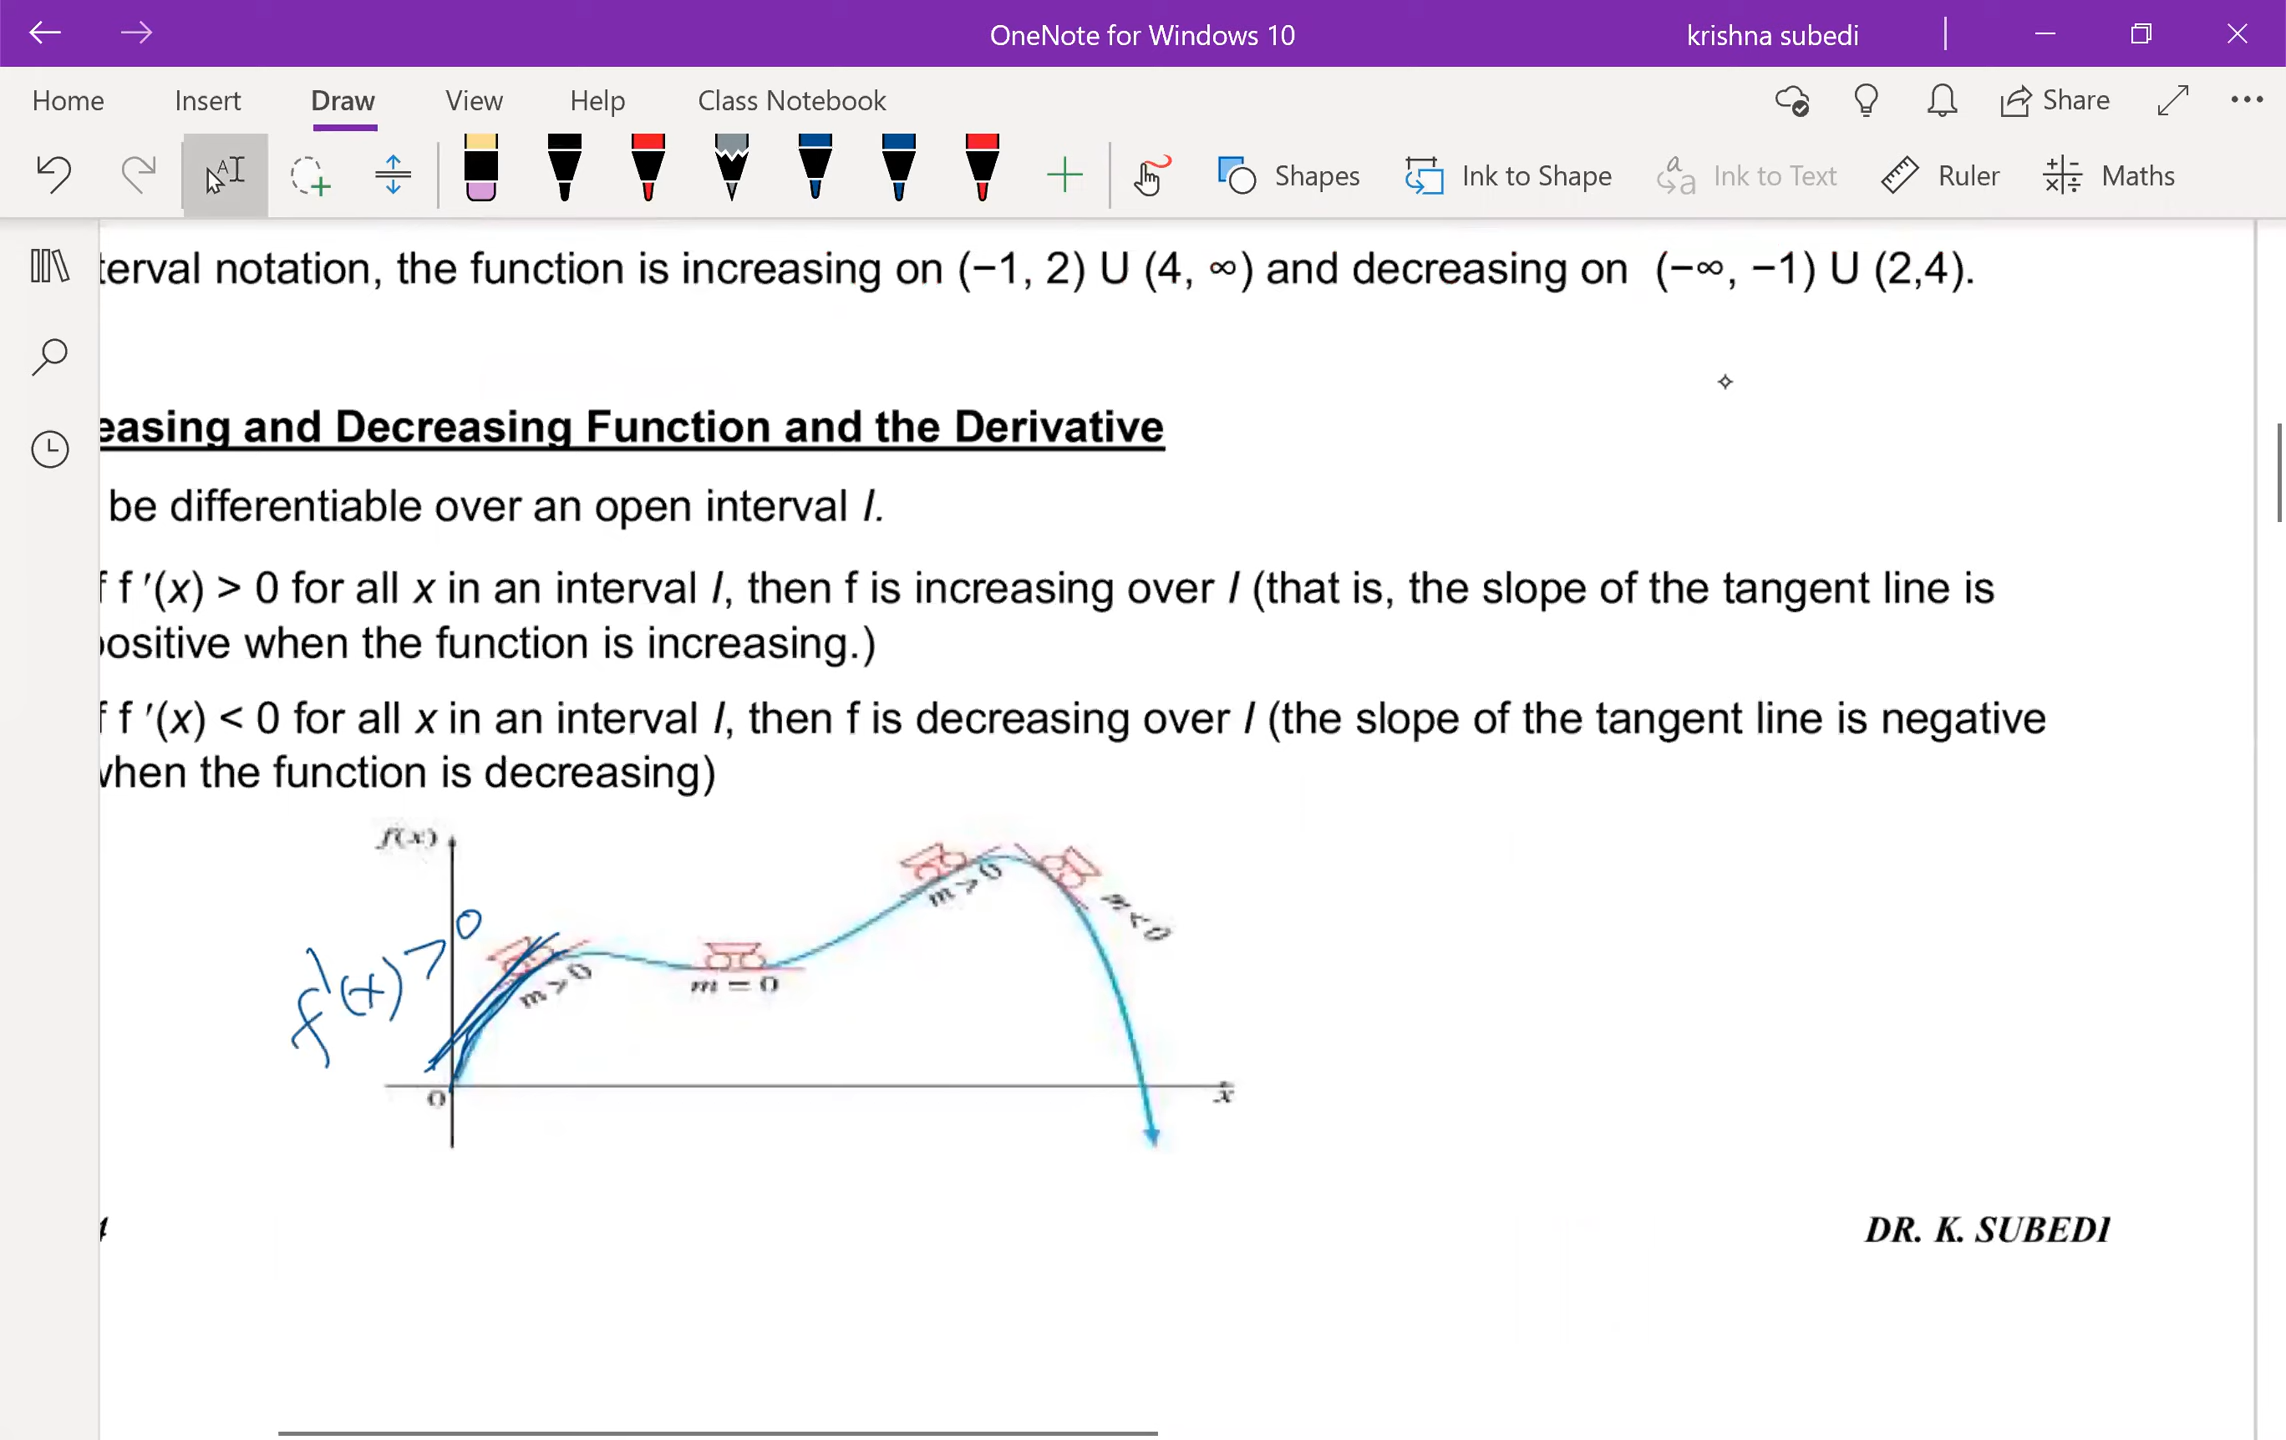 OneNote for Windows 10
krishna subedi
Home Insert Draw View Help Class Notebook
Share
Shapes Ink to Shape Ink to Text Ruler Maths
terval notation, the function is increasing on (−1, 2) U (4, ∞) and decreasing on (−∞, −1) U (2,4).
easing and Decreasing Function and the Derivative
be differentiable over an open interval I.
f f ′(x) > 0 for all x in an interval I, then f is increasing over I (that is, the slope of the tangent line is
ositive when the function is increasing.)
f f ′(x) < 0 for all x in an interval I, then f is decreasing over I (the slope of the tangent line is negative
when the function is decreasing)
f(x)
m > 0
m < 0
f'(x) > 0
m > 0
m = 0
0
x
4
DR. K. SUBEDI